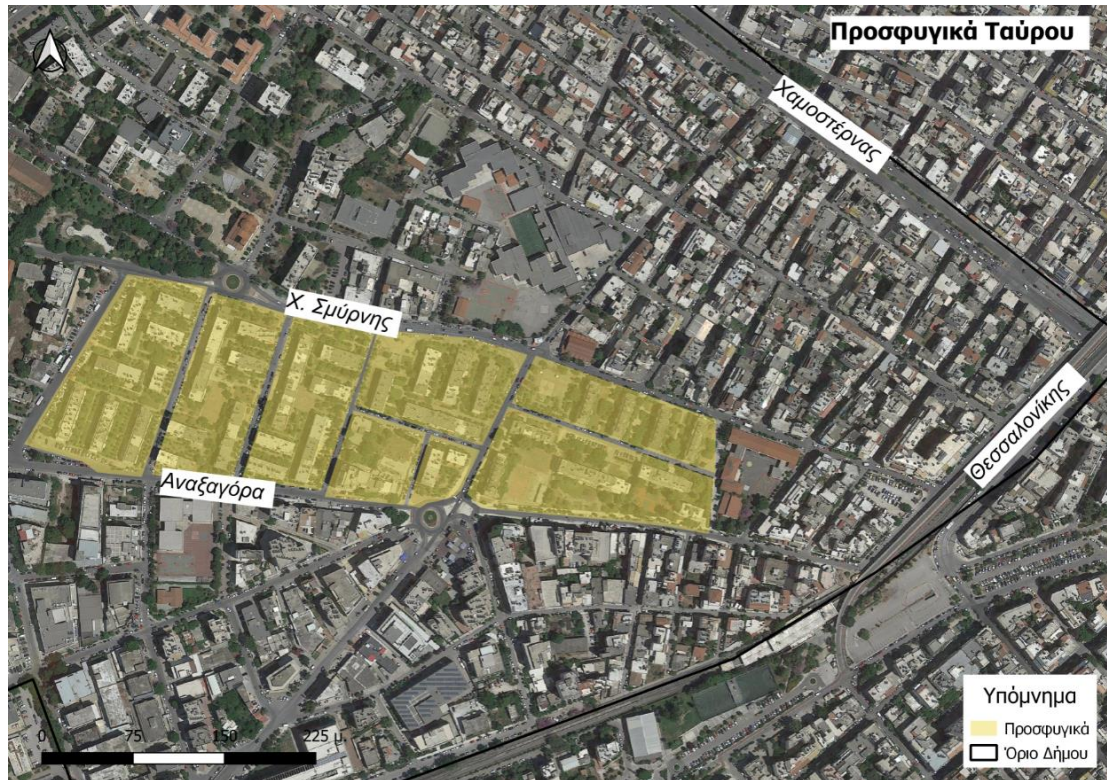 Προσφυγικά Ταύρου
Χαμοστέρνας
Χ. Σμύρνης
Θεσσαλονίκης
Αναξαγόρα
Υπόμνημα
Προσφυγικά
Όριο Δήμου
0 75 150 225 μ.